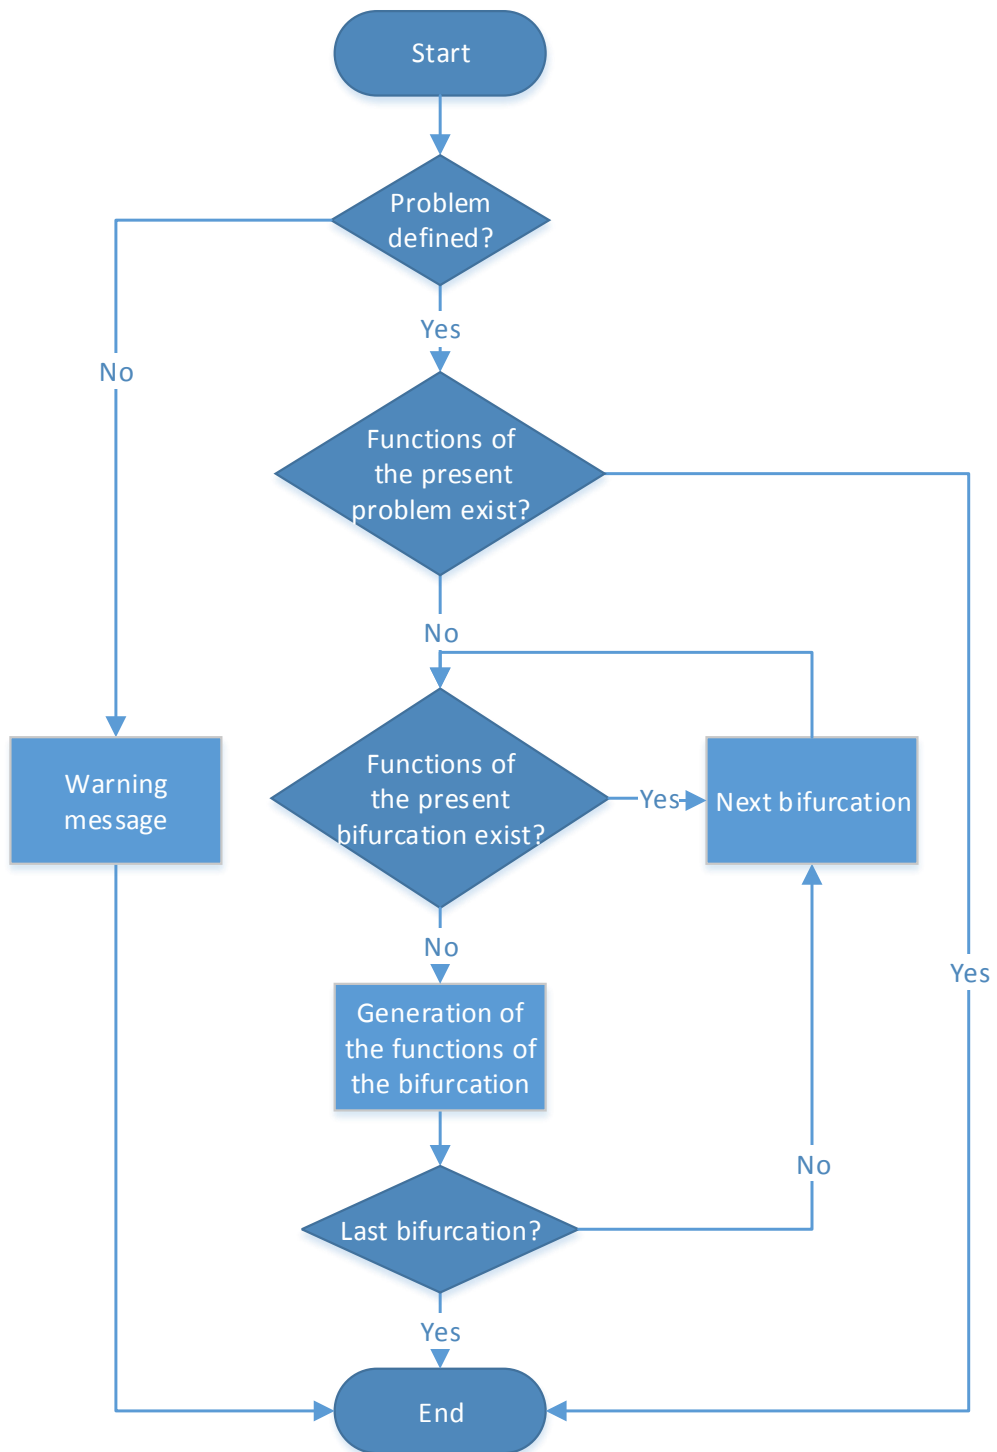 Start
Problem
defined?
Yes
No
Functions of
the present
problem exist?
No
Functions of
the present
bifurcation exist?
Yes
Next bifurcation
Warning
message
No
Yes
Generation of
the functions of
the bifurcation
No
Last bifurcation?
Yes
End